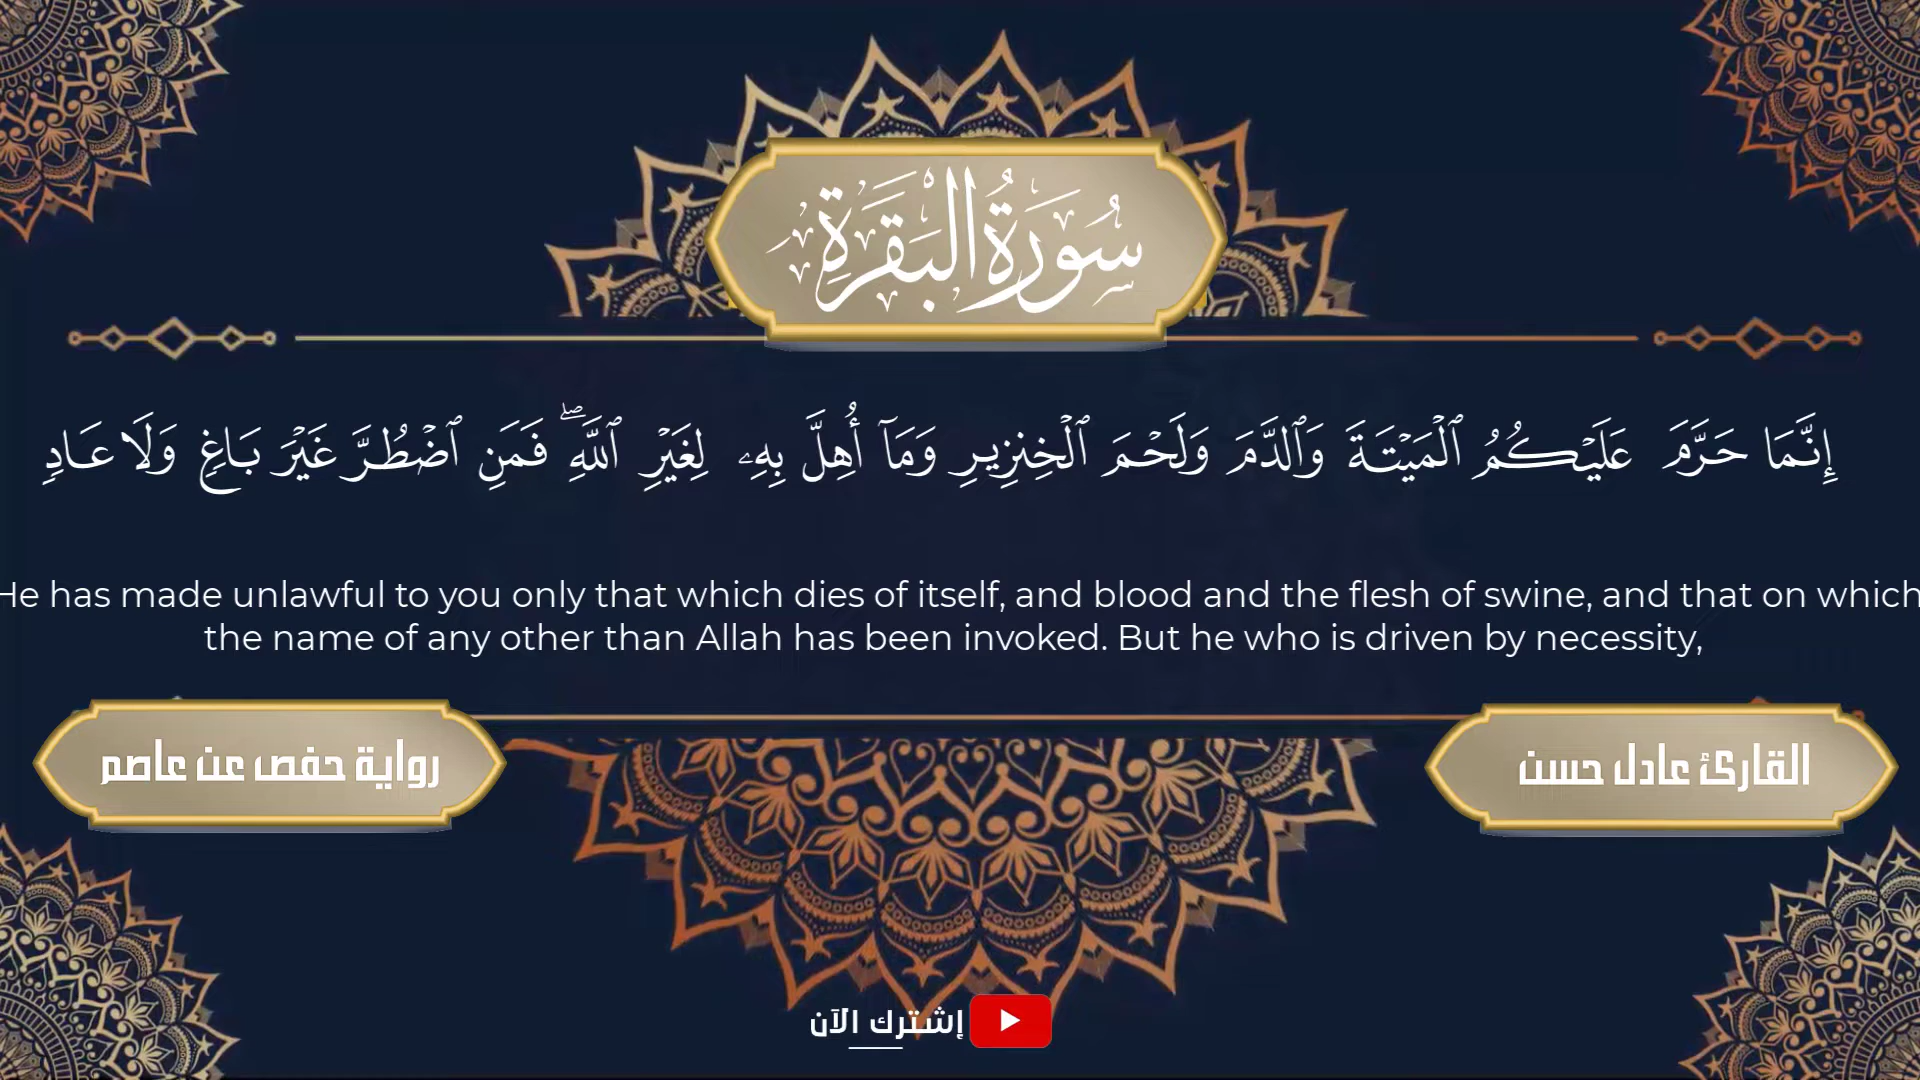 سُورَةُ البَقَرَةِ
إِنَّمَا حَرَّمَ عَلَيْكُمُ ٱلْمَيْتَةَ وَٱلدَّمَ وَلَحْمَ ٱلْخِنزِيرِ وَمَآ أُهِلَّ بِهِۦ لِغَيْرِ ٱللَّهِۖ فَمَنِ ٱضْطُرَّ غَيْرَ بَاغٍ وَلَا عَادٍ
He has made unlawful to you only that which dies of itself, and blood and the flesh of swine, and that on which
the name of any other than Allah has been invoked. But he who is driven by necessity,
القارئ عادل حسن
رواية حفص عن عاصم
إشترك الآن